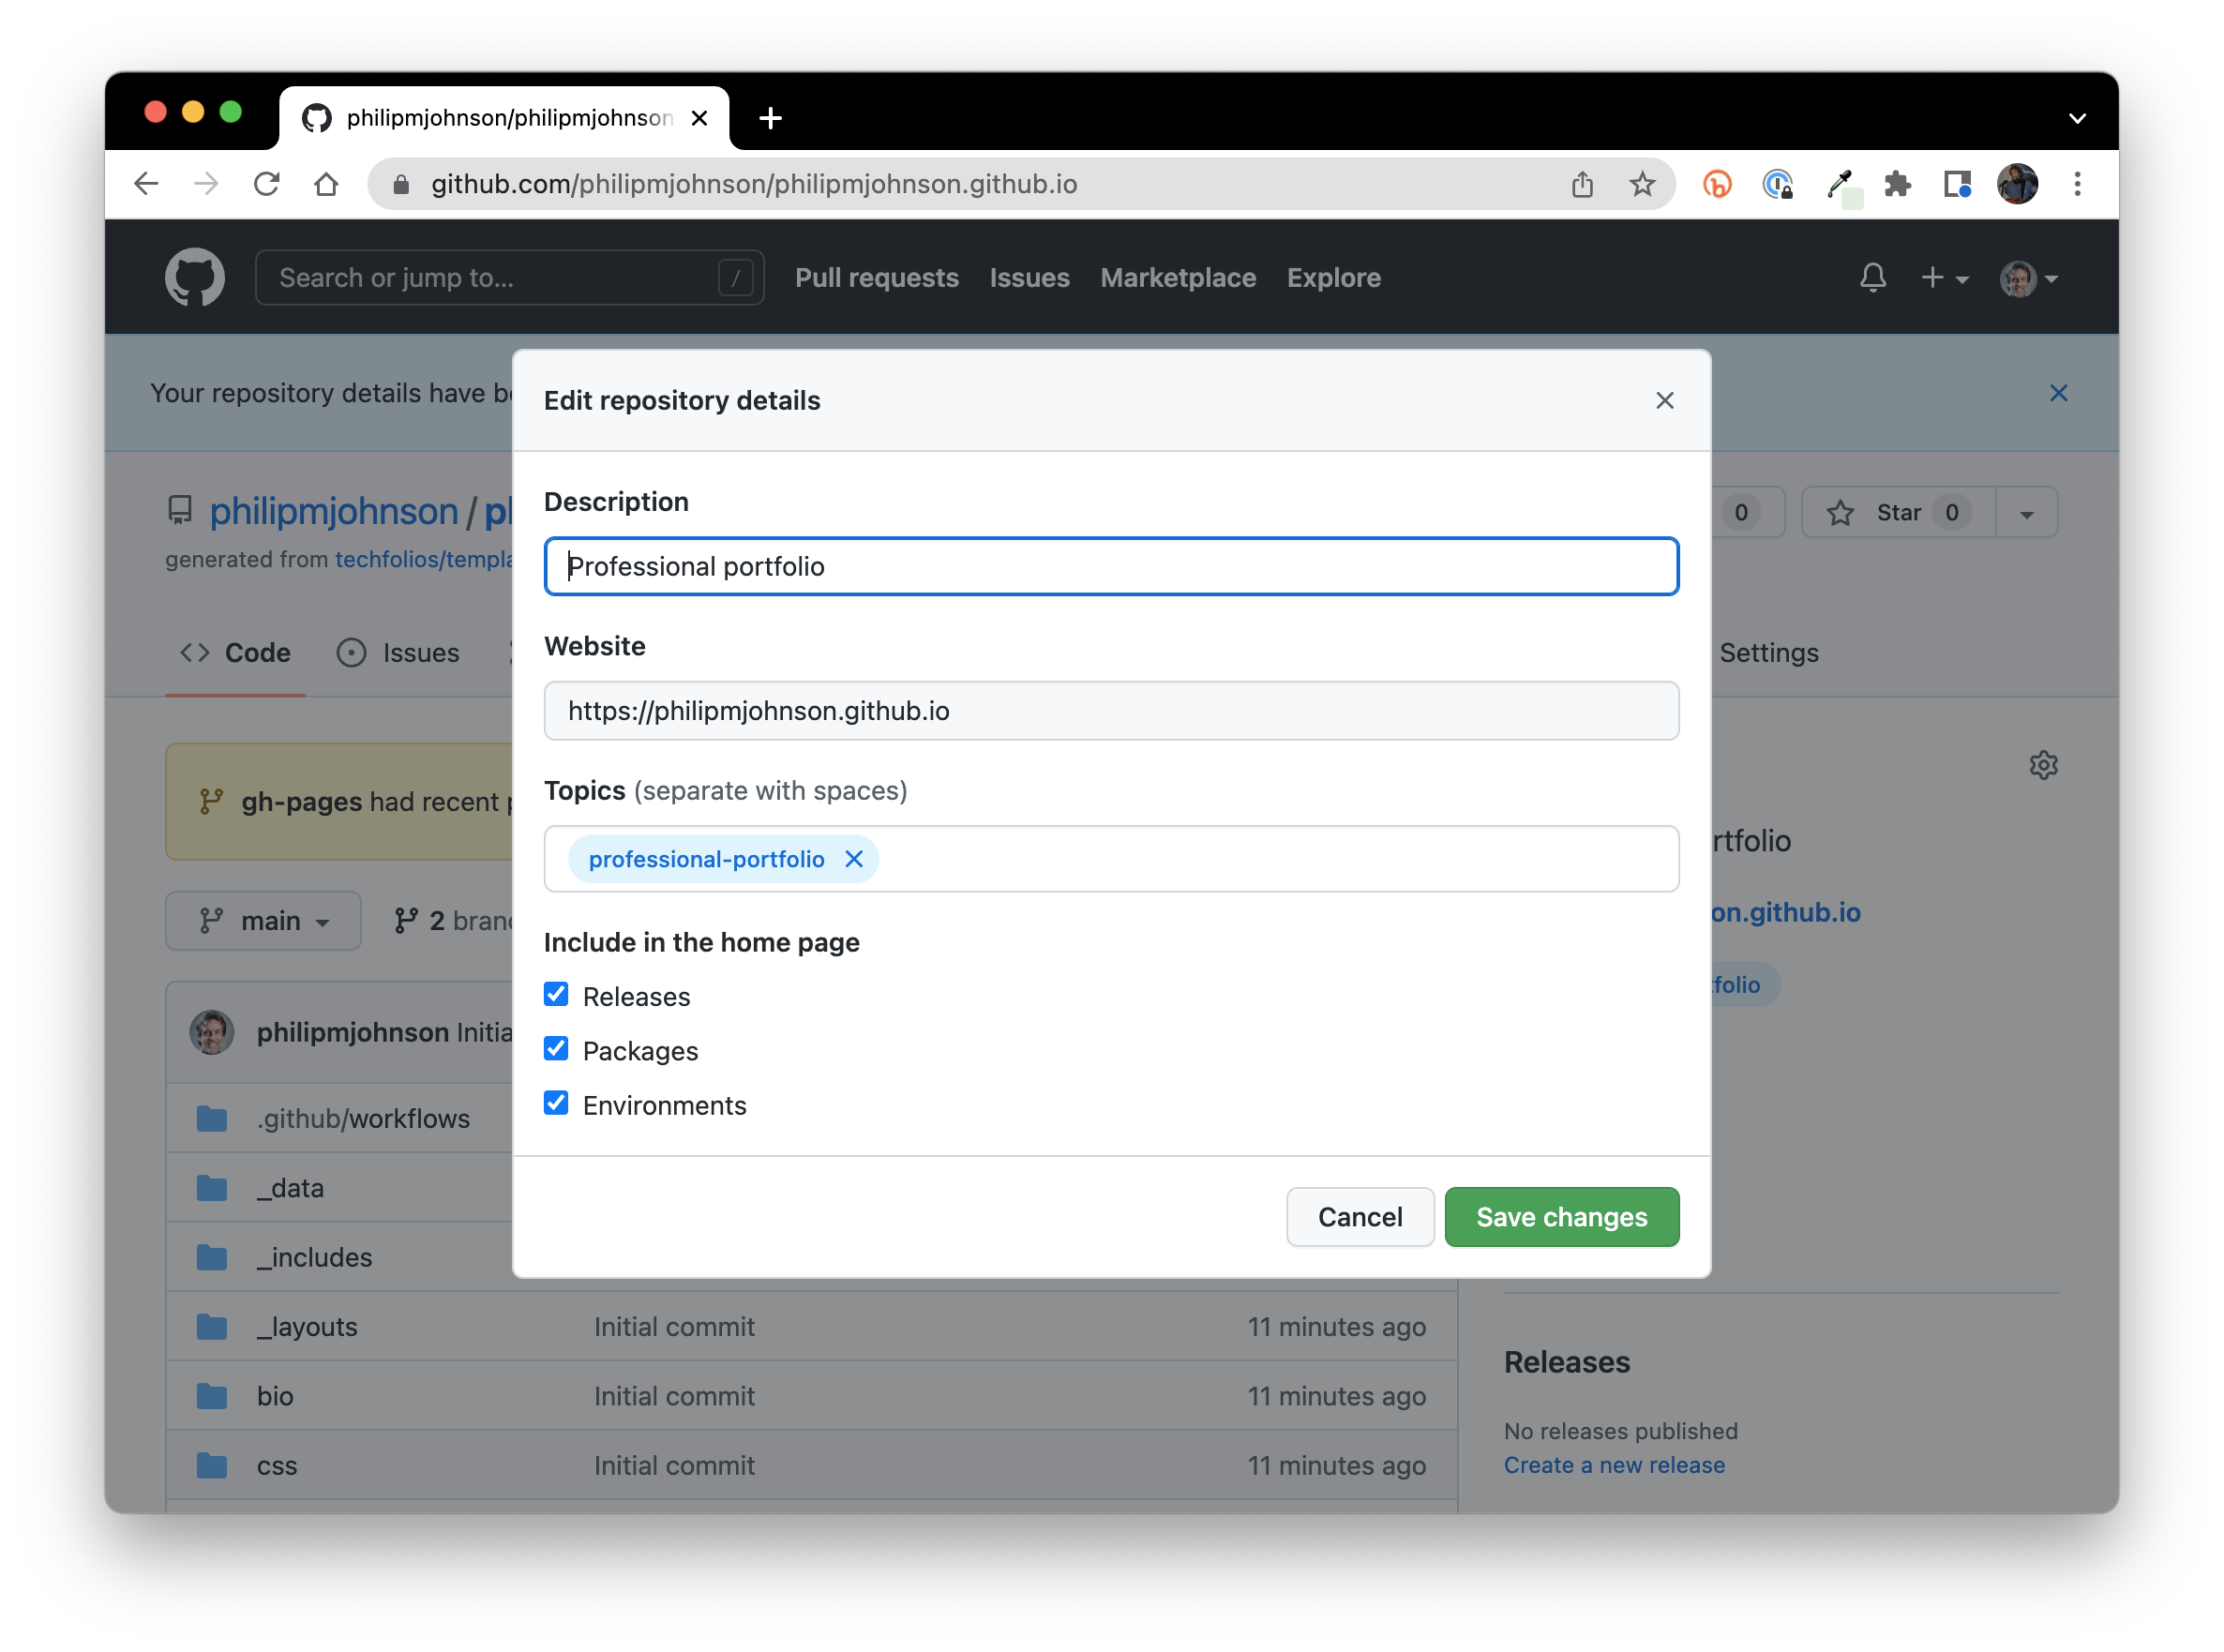 philipmjohnson/philipmjohnson
github.com/philipmjohnson/philipmjohnson.github.io
Search or jump to... /
Pull requests Issues Marketplace Explore
Your repository details have
Edit repository details
philipmjohnson /
Star 0
0
generated from techfolios/templa
Description
Professional portfolio
Code Issues
Settings
Website
https://philipmjohnson.github.io
Topics (separate with spaces)
gh-pages had recent
professional-portfolio
rtfolio
main
2 branc
on.github.io
Include in the home page
Releases
folio
Packages
philipmjohnson Initia
Environments
.github/workflows
_data
Cancel Save changes
_includes
_layouts Initial commit 11 minutes ago
Releases
bio Initial commit 11 minutes ago
No releases published
css Initial commit 11 minutes ago
Create a new release